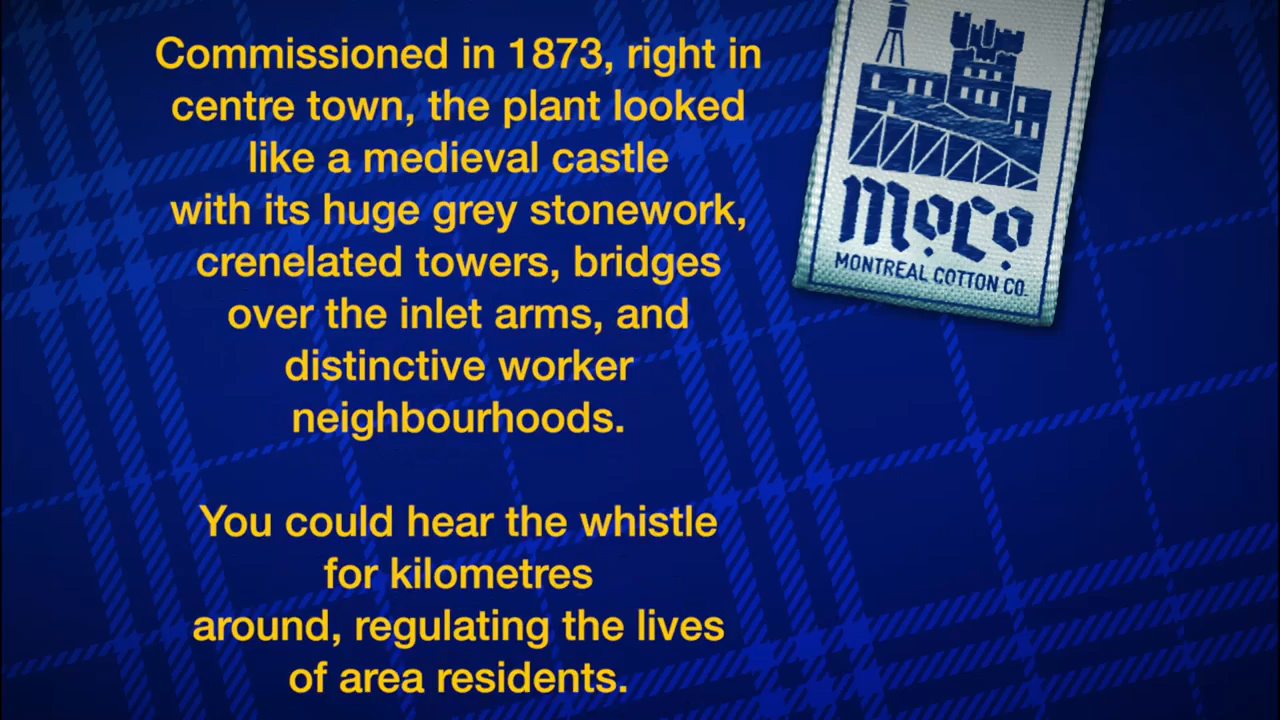 Commissioned in 1873, right in
centre town, the plant looked
like a medieval castle
with its huge grey stonework,
crenelated towers, bridges
over the inlet arms, and
distinctive worker
neighbourhoods.
You could hear the whistle
for kilometres
around, regulating the lives
of area residents.
MoCo
MONTREAL COTTON CO.